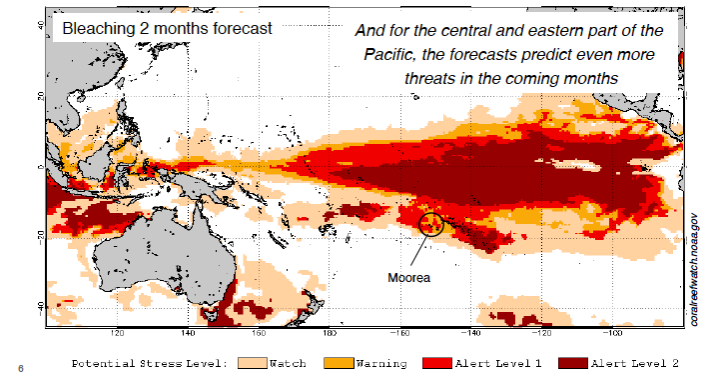 Bleaching 2 months forecast
And for the central and eastern part of the
Pacific, the forecasts predict even more
threats in the coming months
40
20
0
-20
-40
Moorea
coralreefwatch.noaa.gov
120 140 160 180 -160 -140 -120 -100
Potential Stress Level: Watch Warning Alert Level 1 Alert Level 2
6